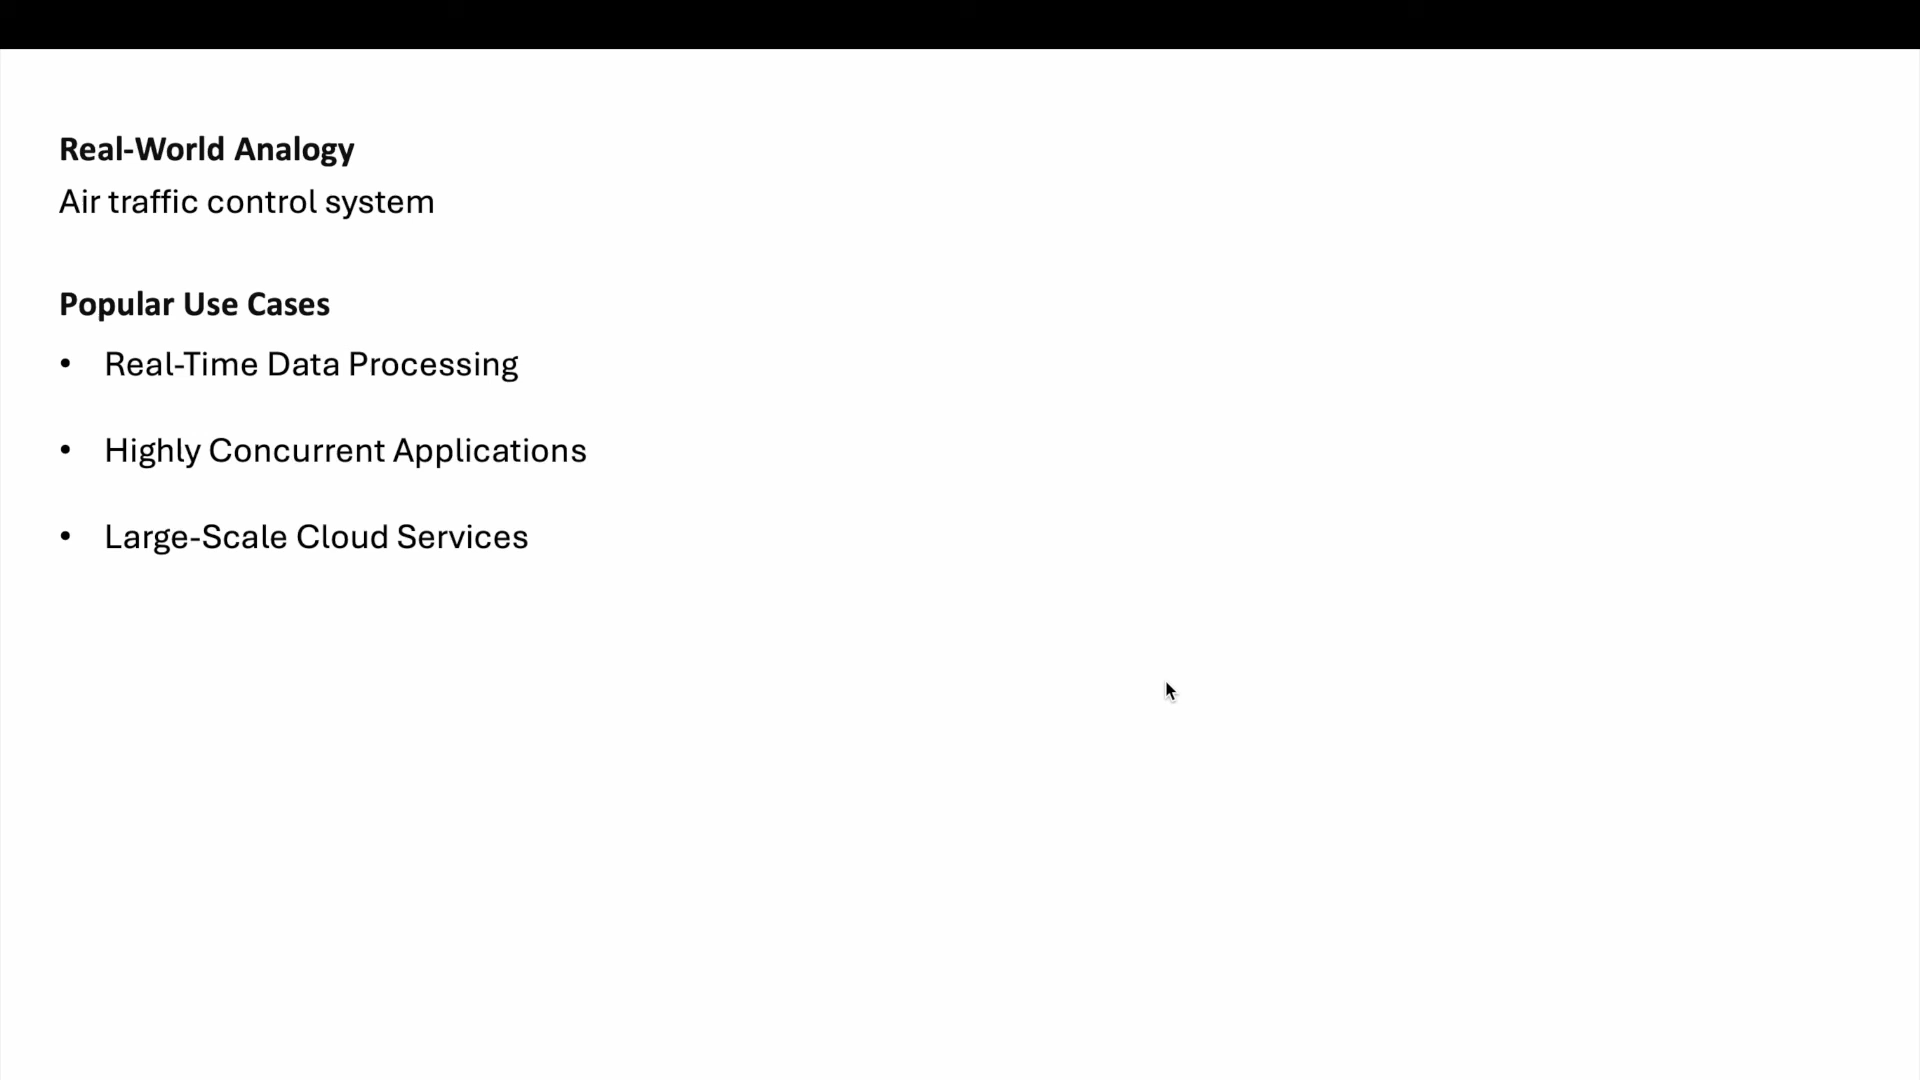 Real-World Analogy
Air traffic control system
Popular Use Cases
• Real-Time Data Processing
• Highly Concurrent Applications
• Large-Scale Cloud Services